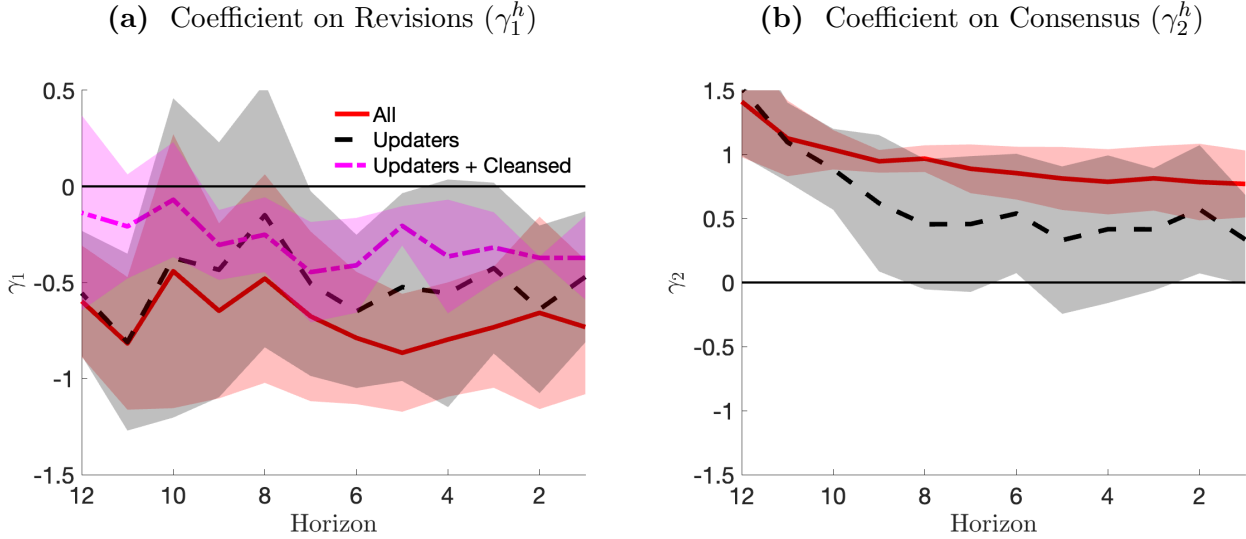 (a) Coefficient on Revisions (γ₁ʰ)
0.5
0
-0.5
-1
-1.5
γ₁
12 10 8 6 4 2
Horizon
All
Updaters
Updaters + Cleansed
(b) Coefficient on Consensus (γ₂ʰ)
1.5
1
0.5
0
-0.5
-1
-1.5
γ₂
12 10 8 6 4 2
Horizon